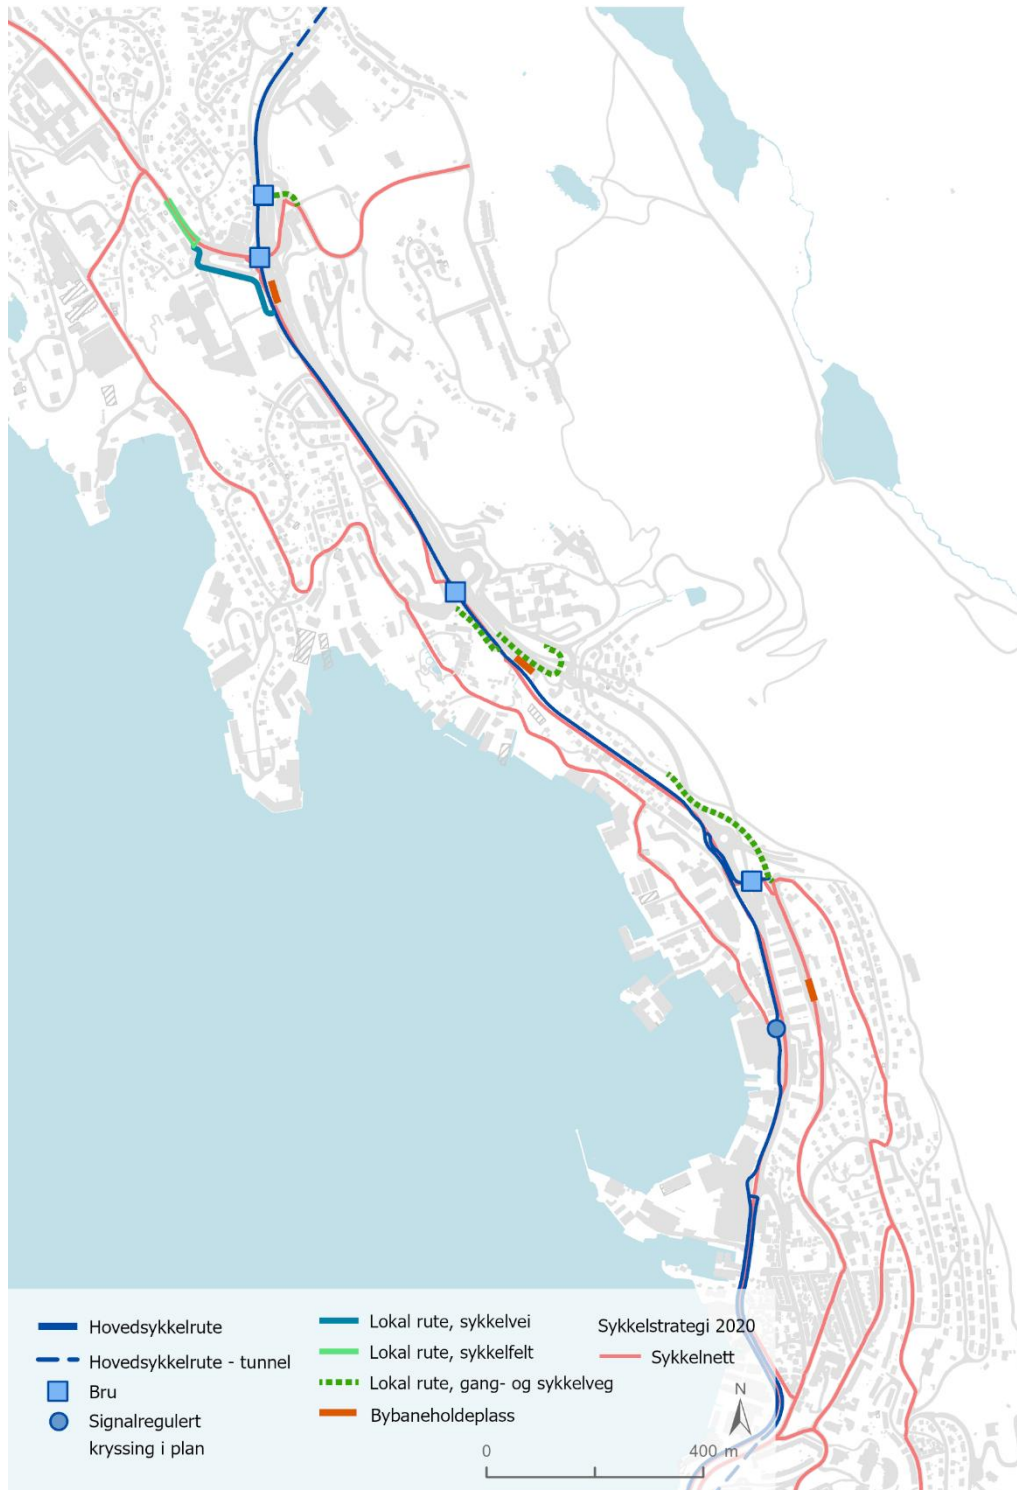 Hovedsykkelrute
Hovedsykkelrute - tunnel
Bru
Signalregulert
kryssing i plan
Lokal rute, sykkelvei
Lokal rute, sykkelfelt
Lokal rute, gang- og sykkelveg
Bybaneholdeplass
Sykkelstrategi 2020
Sykkelnett
N
0 400 m